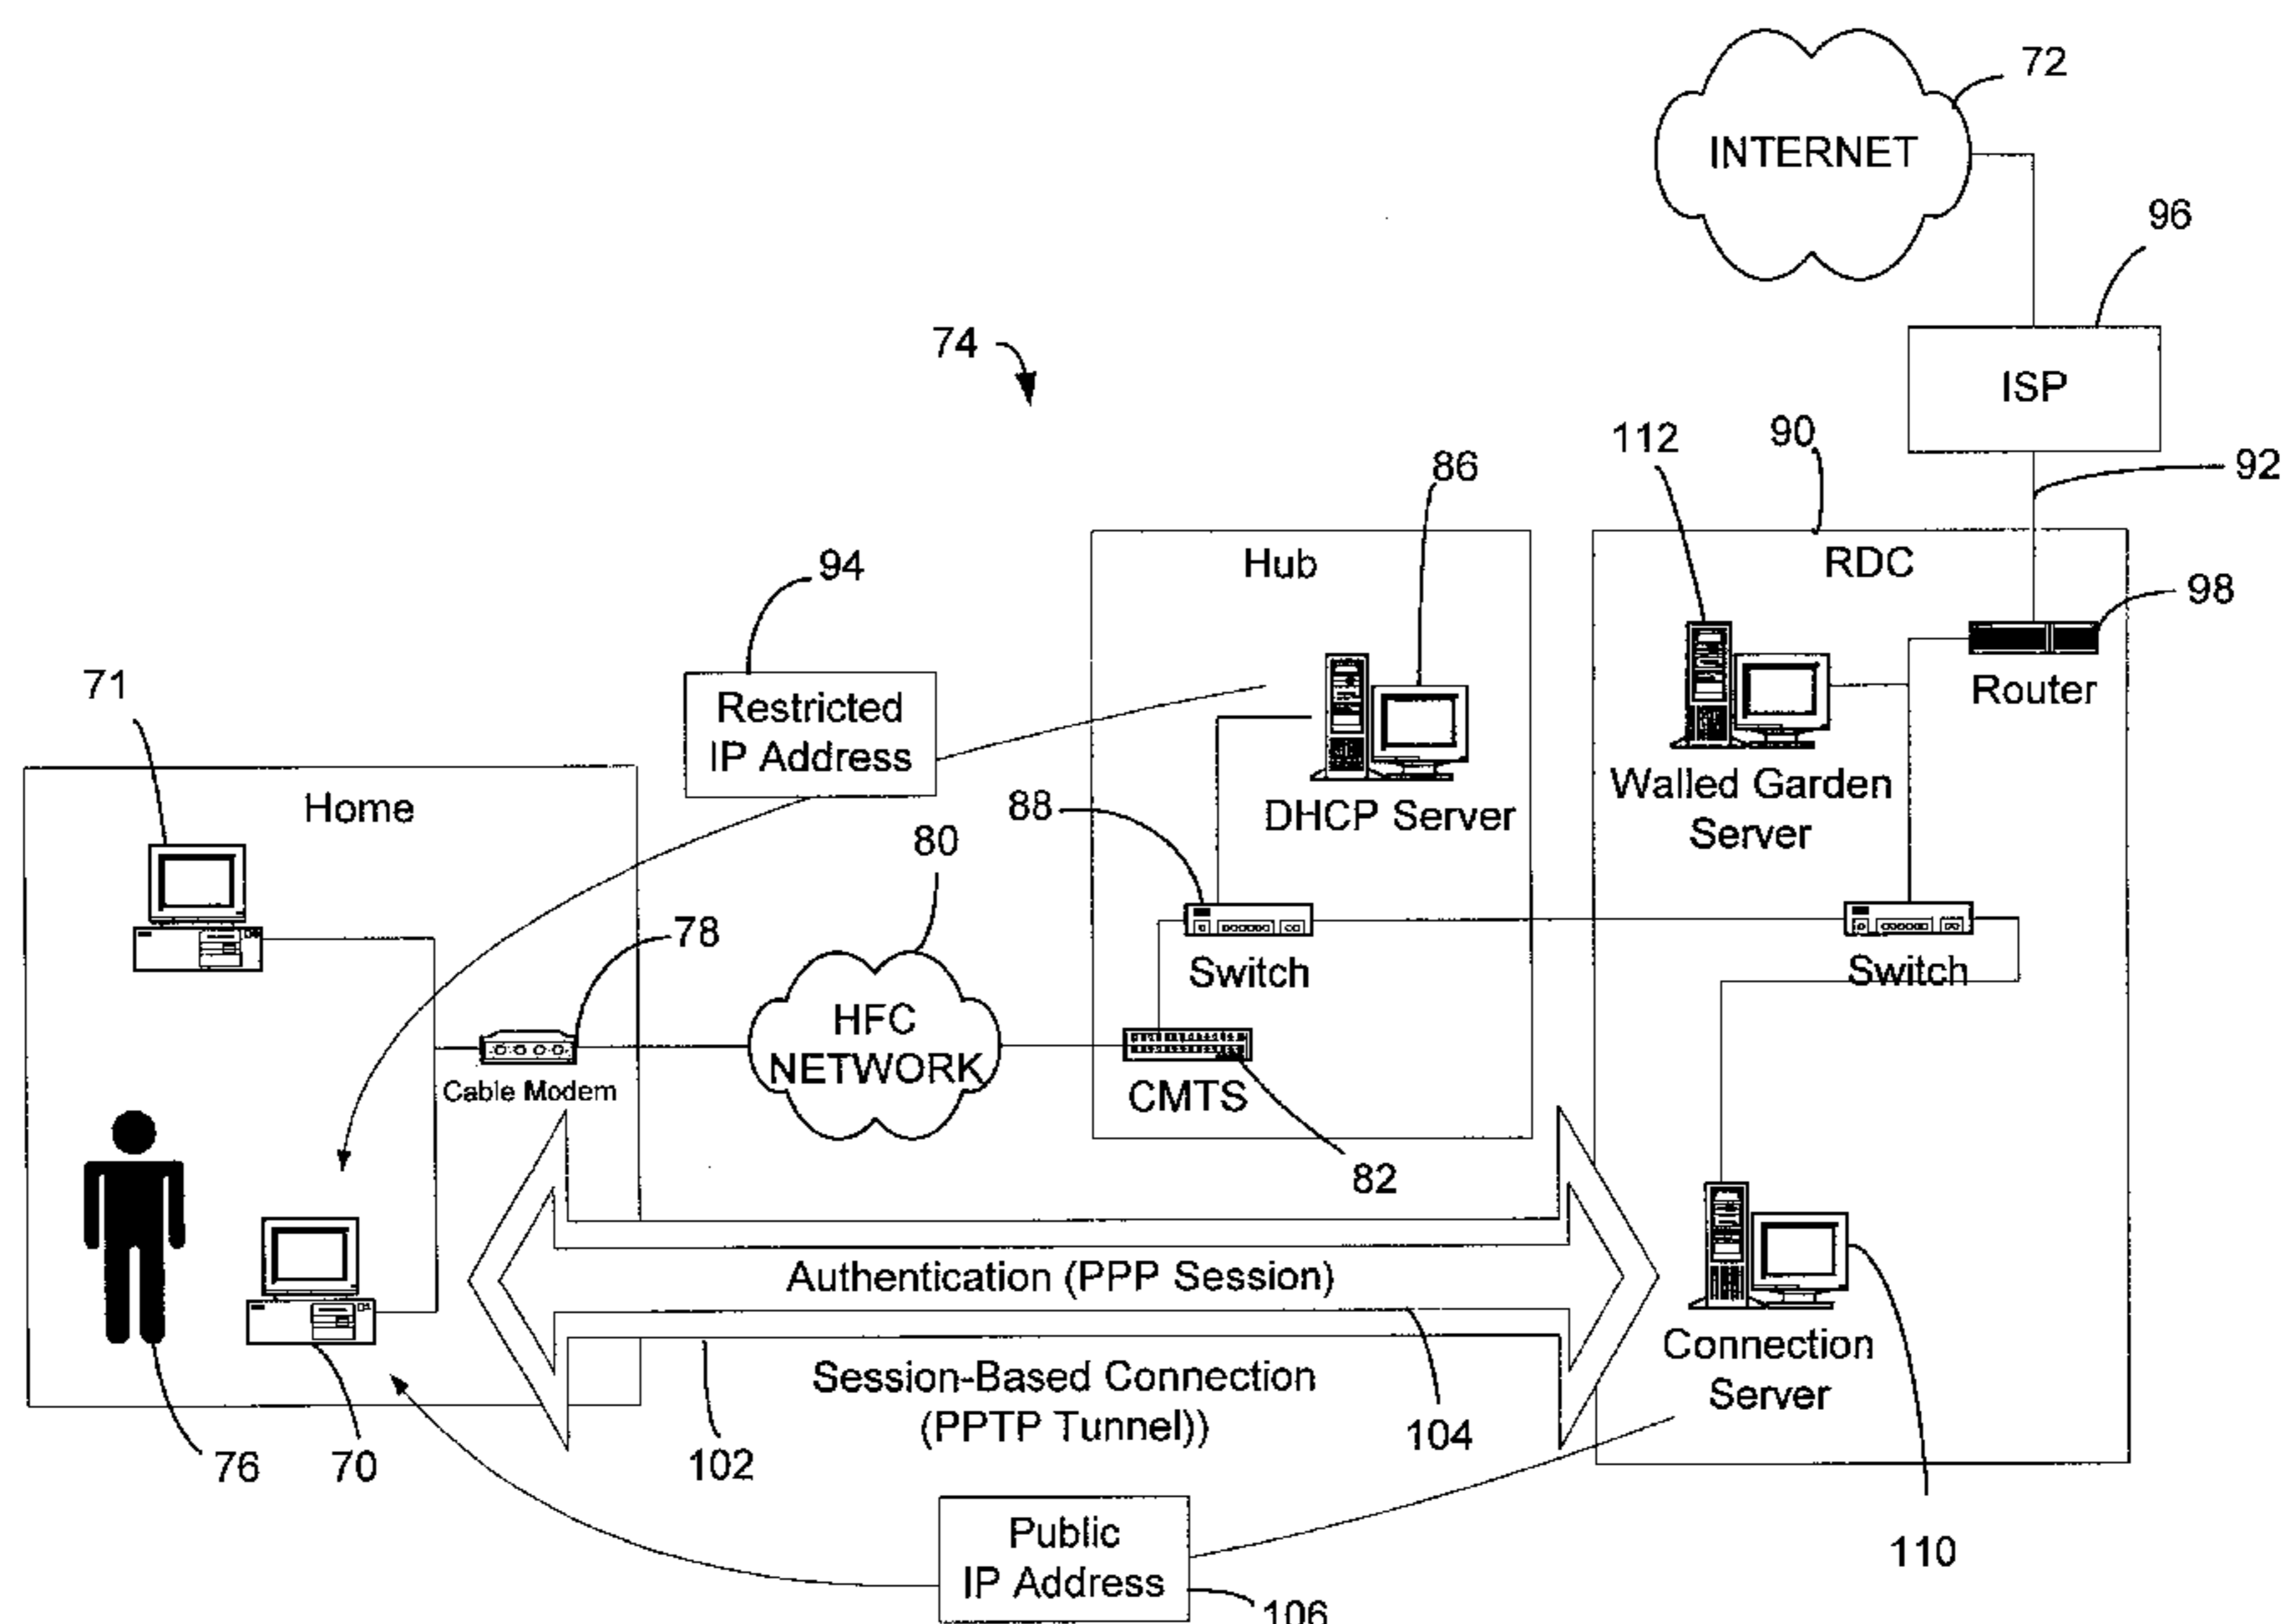 72
INTERNET
96
74
ISP
112
90
92
86
Hub
RDC
94
98
Restricted
IP Address
Router
71
Home
88
DHCP Server
Walled Garden
Server
80
78
Switch
Switch
HFC
NETWORK
Cable Modem
CMTS
82
Authentication (PPP Session)
Connection
Server
Session-Based Connection
(PPTP Tunnel))
76
70
102
104
Public
IP Address
110
106